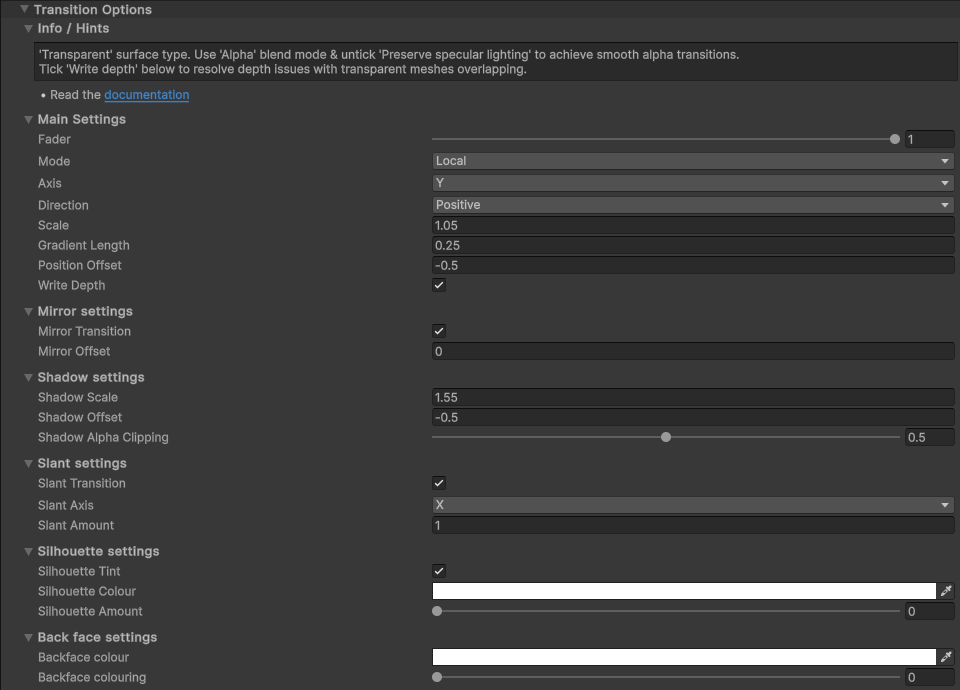 Transition Options
Info / Hints
'Transparent' surface type. Use 'Alpha' blend mode & untick 'Preserve specular lighting' to achieve smooth alpha transitions.
Tick 'Write depth' below to resolve depth issues with transparent meshes overlapping.
• Read the documentation
Main Settings
Fader 1
Mode Local
Axis Y
Direction Positive
Scale 1.05
Gradient Length 0.25
Position Offset -0.5
Write Depth
Mirror settings
Mirror Transition
Mirror Offset 0
Shadow settings
Shadow Scale 1.55
Shadow Offset -0.5
Shadow Alpha Clipping 0.5
Slant settings
Slant Transition
Slant Axis X
Slant Amount 1
Silhouette settings
Silhouette Tint
Silhouette Colour
Silhouette Amount 0
Back face settings
Backface colour
Backface colouring 0